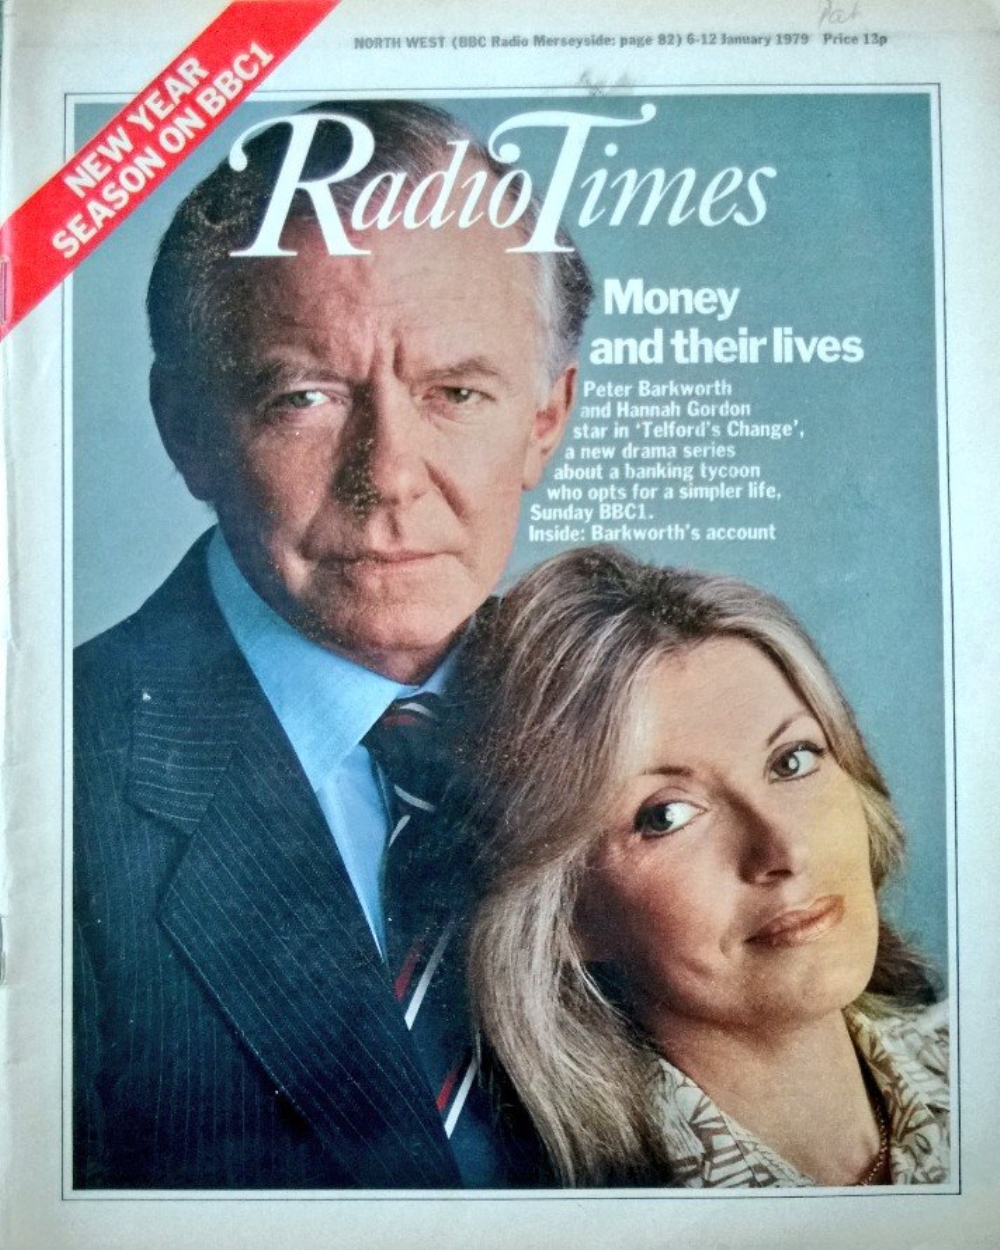 Pat
NORTH WEST (BBC Radio Merseyside: page 82) 6-12 January 1979 Price 13p
NEW YEAR
SEASON ON BBC1
RadioTimes
Money
and their lives
Peter Barkworth
and Hannah Gordon
star in ‘Telford's Change’,
a new drama series
about a banking tycoon
who opts for a simpler life,
Sunday BBC1.
Inside: Barkworth's account